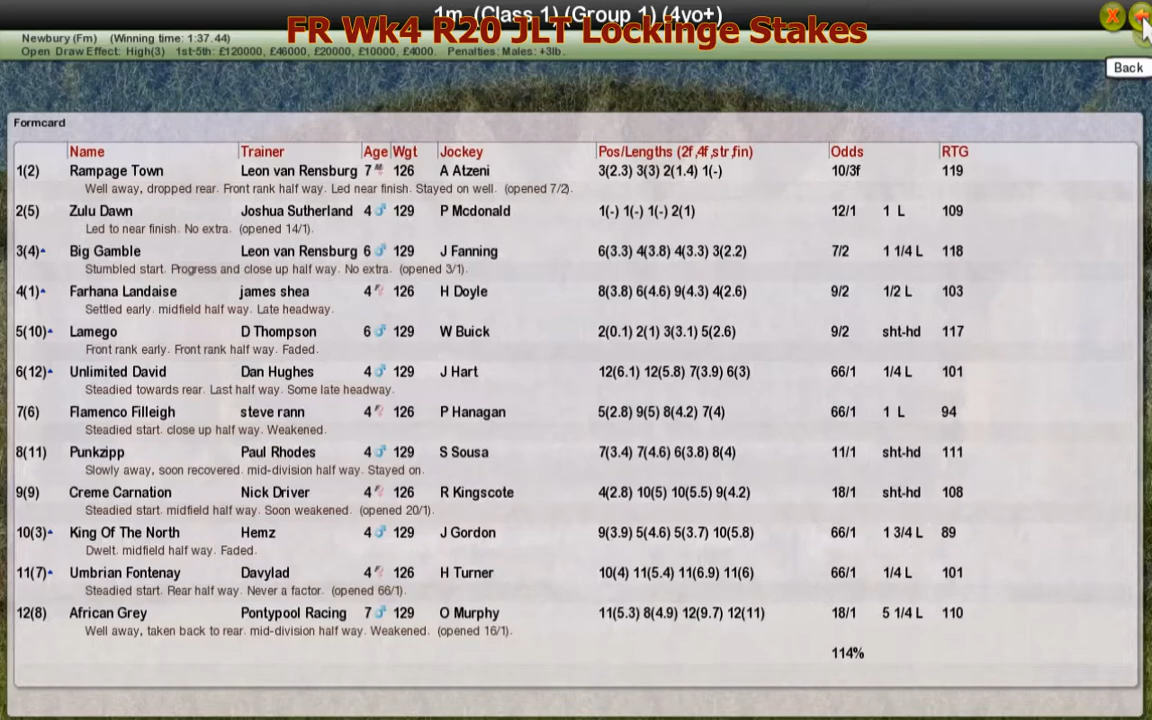 1m (Class 1) (Group 1) (4yo+)
FR Wk4 R20 JLT Lockinge Stakes
Newbury (Fm) (Winning time: 1:37.44)
Open Draw Effect: High(3) 1st-5th: £120000, £46000, £20000, £10000, £4000. Penalties: Males: +3lb.
Back
Formcard
Name Trainer Age Wgt Jockey Pos/Lengths (2f,4f,str,fin) Odds RTG
1(2) Rampage Town Leon van Rensburg 7 126 A Atzeni 3(2.3) 3(3) 2(1.4) 1(-) 10/3f 119
Well away, dropped rear. Front rank half way. Led near finish. Stayed on well. (opened 7/2).
2(5) Zulu Dawn Joshua Sutherland 4 129 P Mcdonald 1(-) 1(-) 1(-) 2(1) 12/1 1 L 109
Led to near finish. No extra. (opened 14/1).
3(4) Big Gamble Leon van Rensburg 6 129 J Fanning 6(3.3) 4(3.8) 4(3.3) 3(2.2) 7/2 1 1/4 L 118
Stumbled start. Progress and close up half way. No extra. (opened 3/1).
4(1) Farhana Landaise james shea 4 126 H Doyle 8(3.8) 6(4.6) 9(4.3) 4(2.6) 9/2 1/2 L 103
Settled early. midfield half way. Late headway.
5(10) Lamego D Thompson 6 129 W Buick 2(0.1) 2(1) 3(3.1) 5(2.6) 9/2 sht-hd 117
Front rank early. Front rank half way. Faded.
6(12) Unlimited David Dan Hughes 4 129 J Hart 12(6.1) 12(5.8) 7(3.9) 6(3) 66/1 1/4 L 101
Steadied towards rear. Last half way. Some late headway.
7(6) Flamenco Filleigh steve rann 4 126 P Hanagan 5(2.8) 9(5) 8(4.2) 7(4) 66/1 1 L 94
Steadied start. close up half way. Weakened.
8(11) Punkzipp Paul Rhodes 4 129 S Sousa 7(3.4) 7(4.6) 6(3.8) 8(4) 11/1 sht-hd 111
Slowly away, soon recovered. mid-division half way. Stayed on.
9(9) Creme Carnation Nick Driver 4 126 R Kingscote 4(2.8) 10(5) 10(5.5) 9(4.2) 18/1 sht-hd 108
Steadied start. midfield half way. Soon weakened. (opened 20/1).
10(3) King Of The North Hemz 4 129 J Gordon 9(3.9) 5(4.6) 5(3.7) 10(5.8) 66/1 1 3/4 L 89
Dwelt. midfield half way. Faded.
11(7) Umbrian Fontenay Davylad 4 126 H Turner 10(4) 11(5.4) 11(6.9) 11(6) 66/1 1/4 L 101
Steadied start. Rear half way. Never a factor. (opened 66/1).
12(8) African Grey Pontypool Racing 7 129 O Murphy 11(5.3) 8(4.9) 12(9.7) 12(11) 18/1 5 1/4 L 110
Well away, taken back to rear. mid-division half way. Weakened. (opened 16/1).
114%